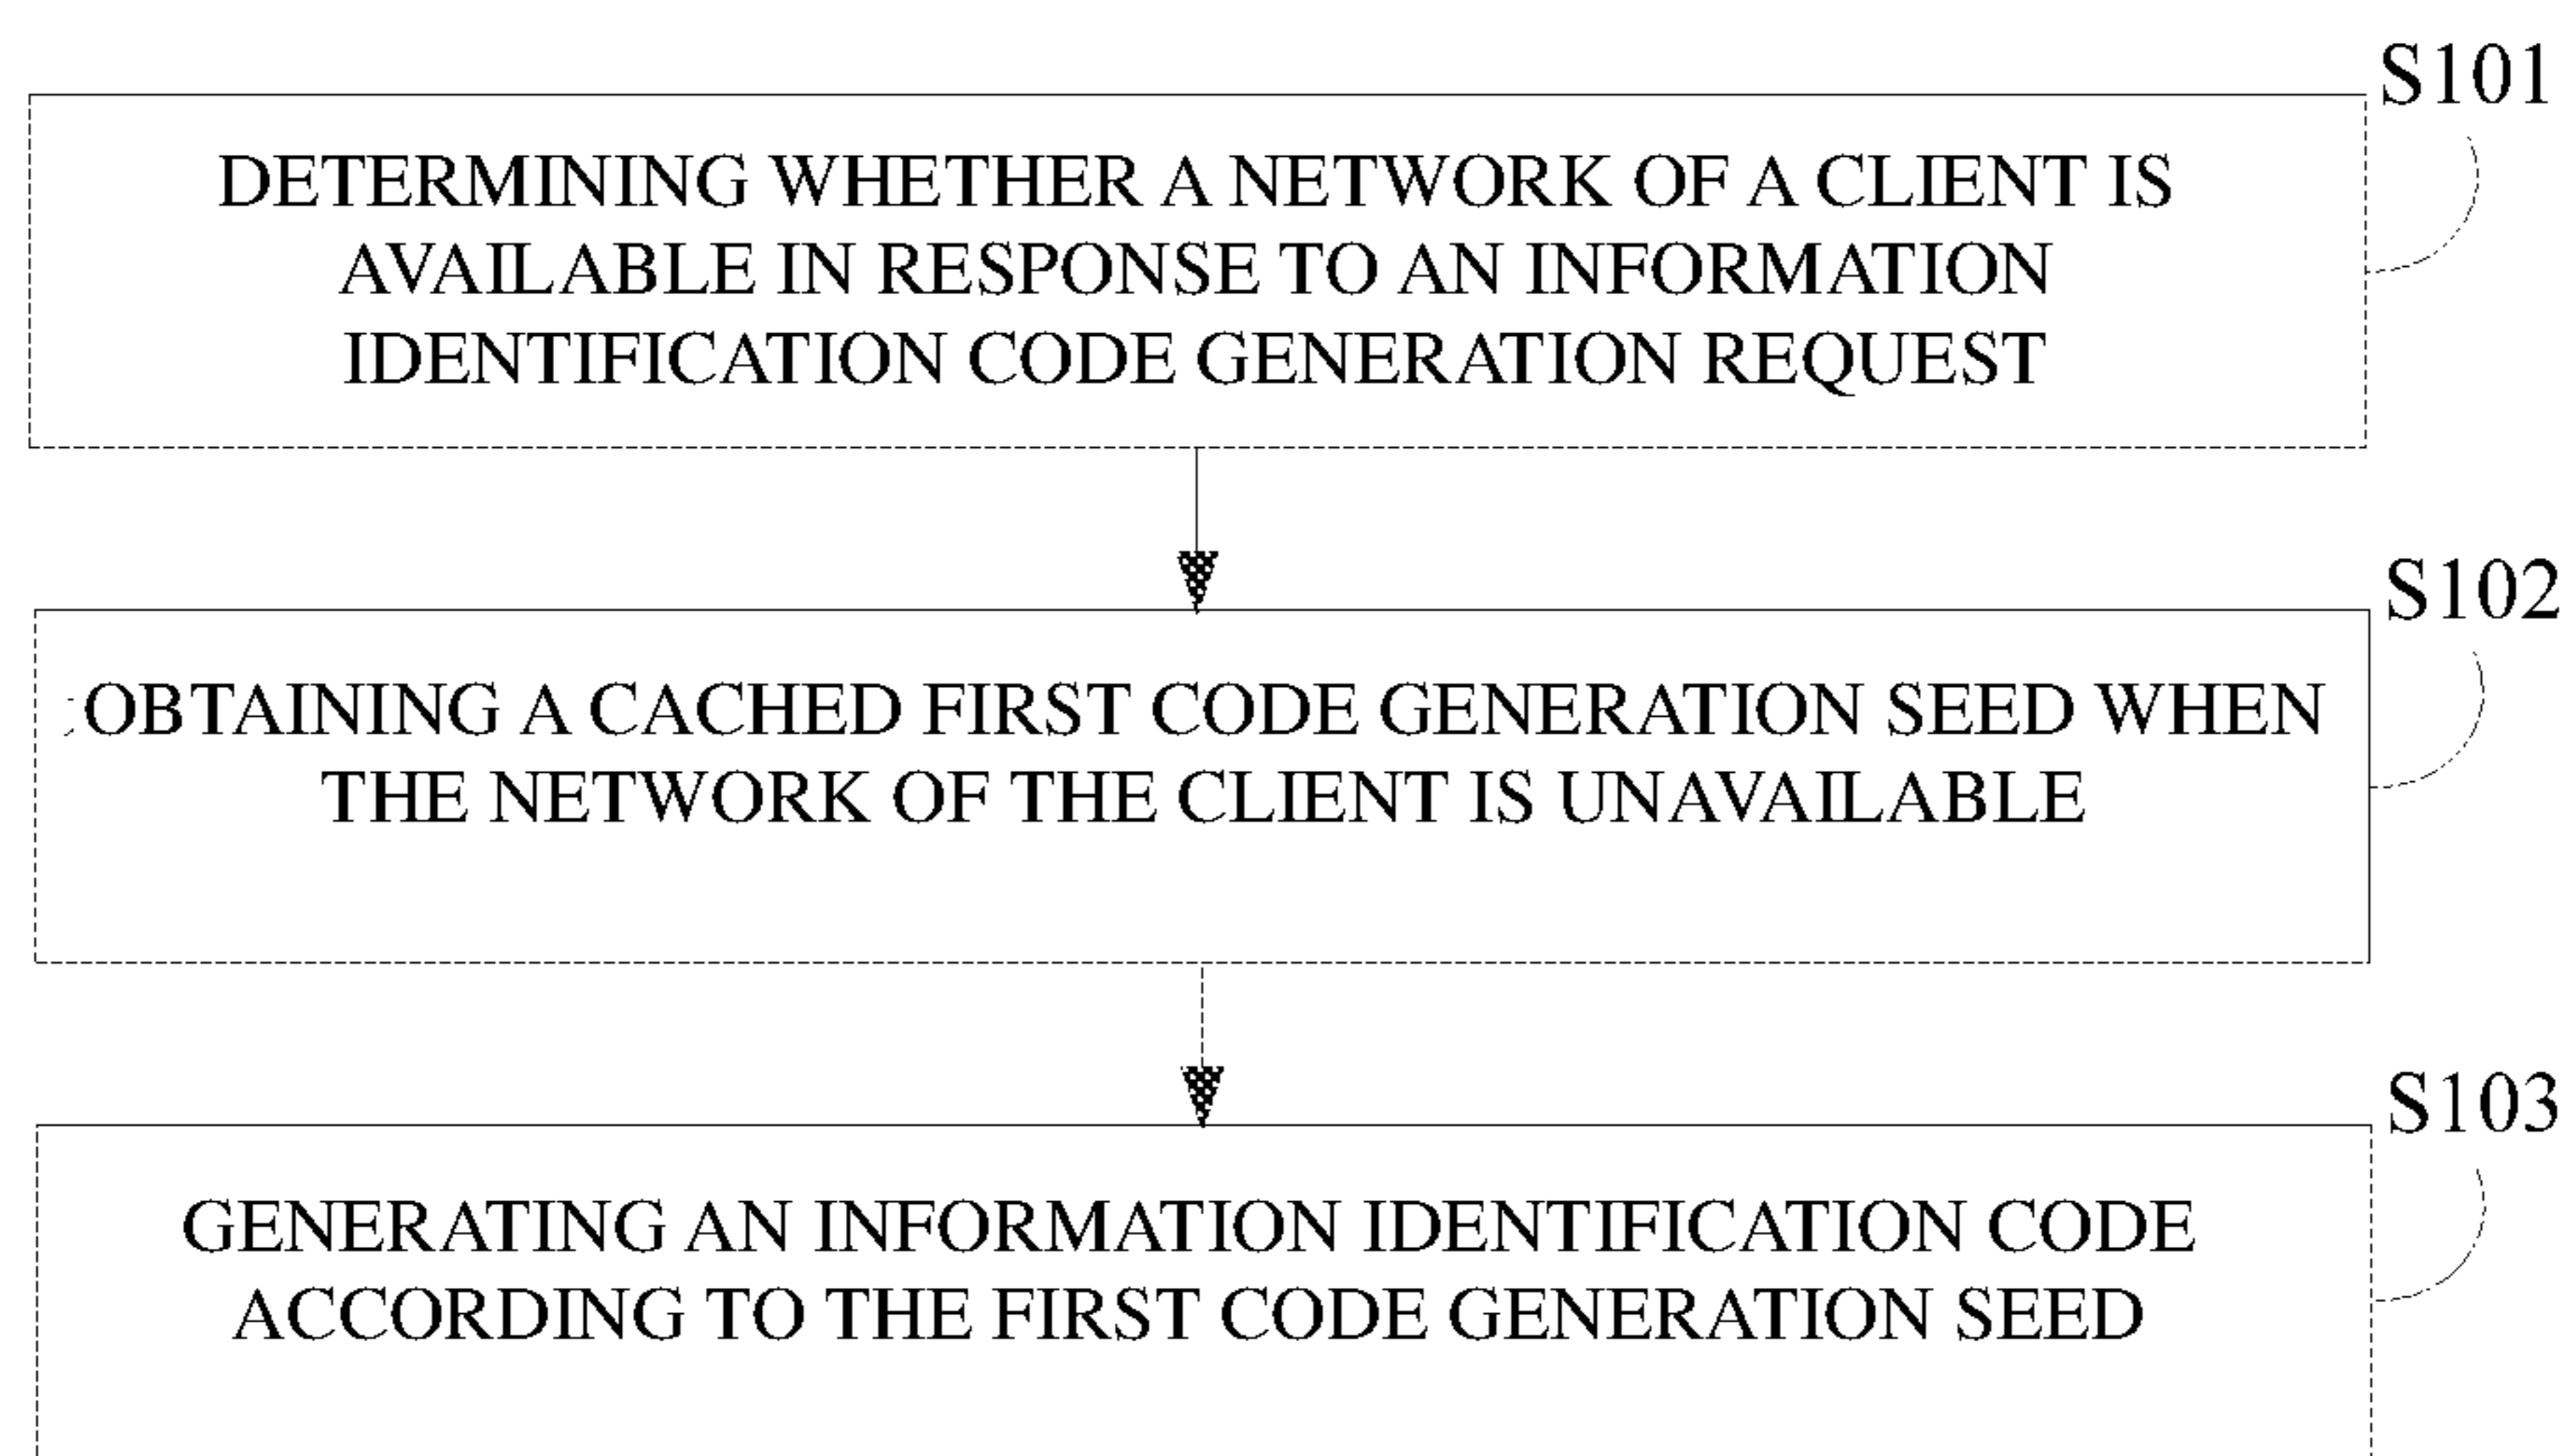 S101
DETERMINING WHETHER A NETWORK OF A CLIENT IS
AVAILABLE IN RESPONSE TO AN INFORMATION
IDENTIFICATION CODE GENERATION REQUEST
S102
OBTAINING A CACHED FIRST CODE GENERATION SEED WHEN
THE NETWORK OF THE CLIENT IS UNAVAILABLE
S103
GENERATING AN INFORMATION IDENTIFICATION CODE
ACCORDING TO THE FIRST CODE GENERATION SEED